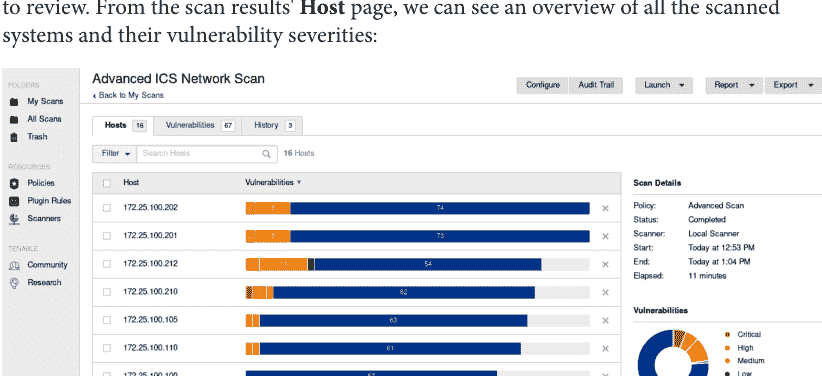 to review. From the scan results' Host page, we can see an overview of all the scanned
systems and their vulnerability severities:
Advanced ICS Network Scan
Back to My Scans
Configure
Audit Trail
Launch
Report
Export
FOLDERS
My Scans
All Scans
Trash
RESOURCES
Policies
Plugin Rules
Scanners
TENABLE
Community
Research
Hosts 16
Vulnerabilities 67
History 3
Filter
Search Hosts
16 Hosts
Host
Vulnerabilities
172.25.100.202
74
172.25.100.201
73
172.25.100.212
54
172.25.100.210
62
172.25.100.105
63
172.25.100.110
61
Scan Details
Policy: Advanced Scan
Status: Completed
Scanner: Local Scanner
Start: Today at 12:53 PM
End: Today at 1:04 PM
Elapsed: 11 minutes
Vulnerabilities
Critical
High
Medium
Low